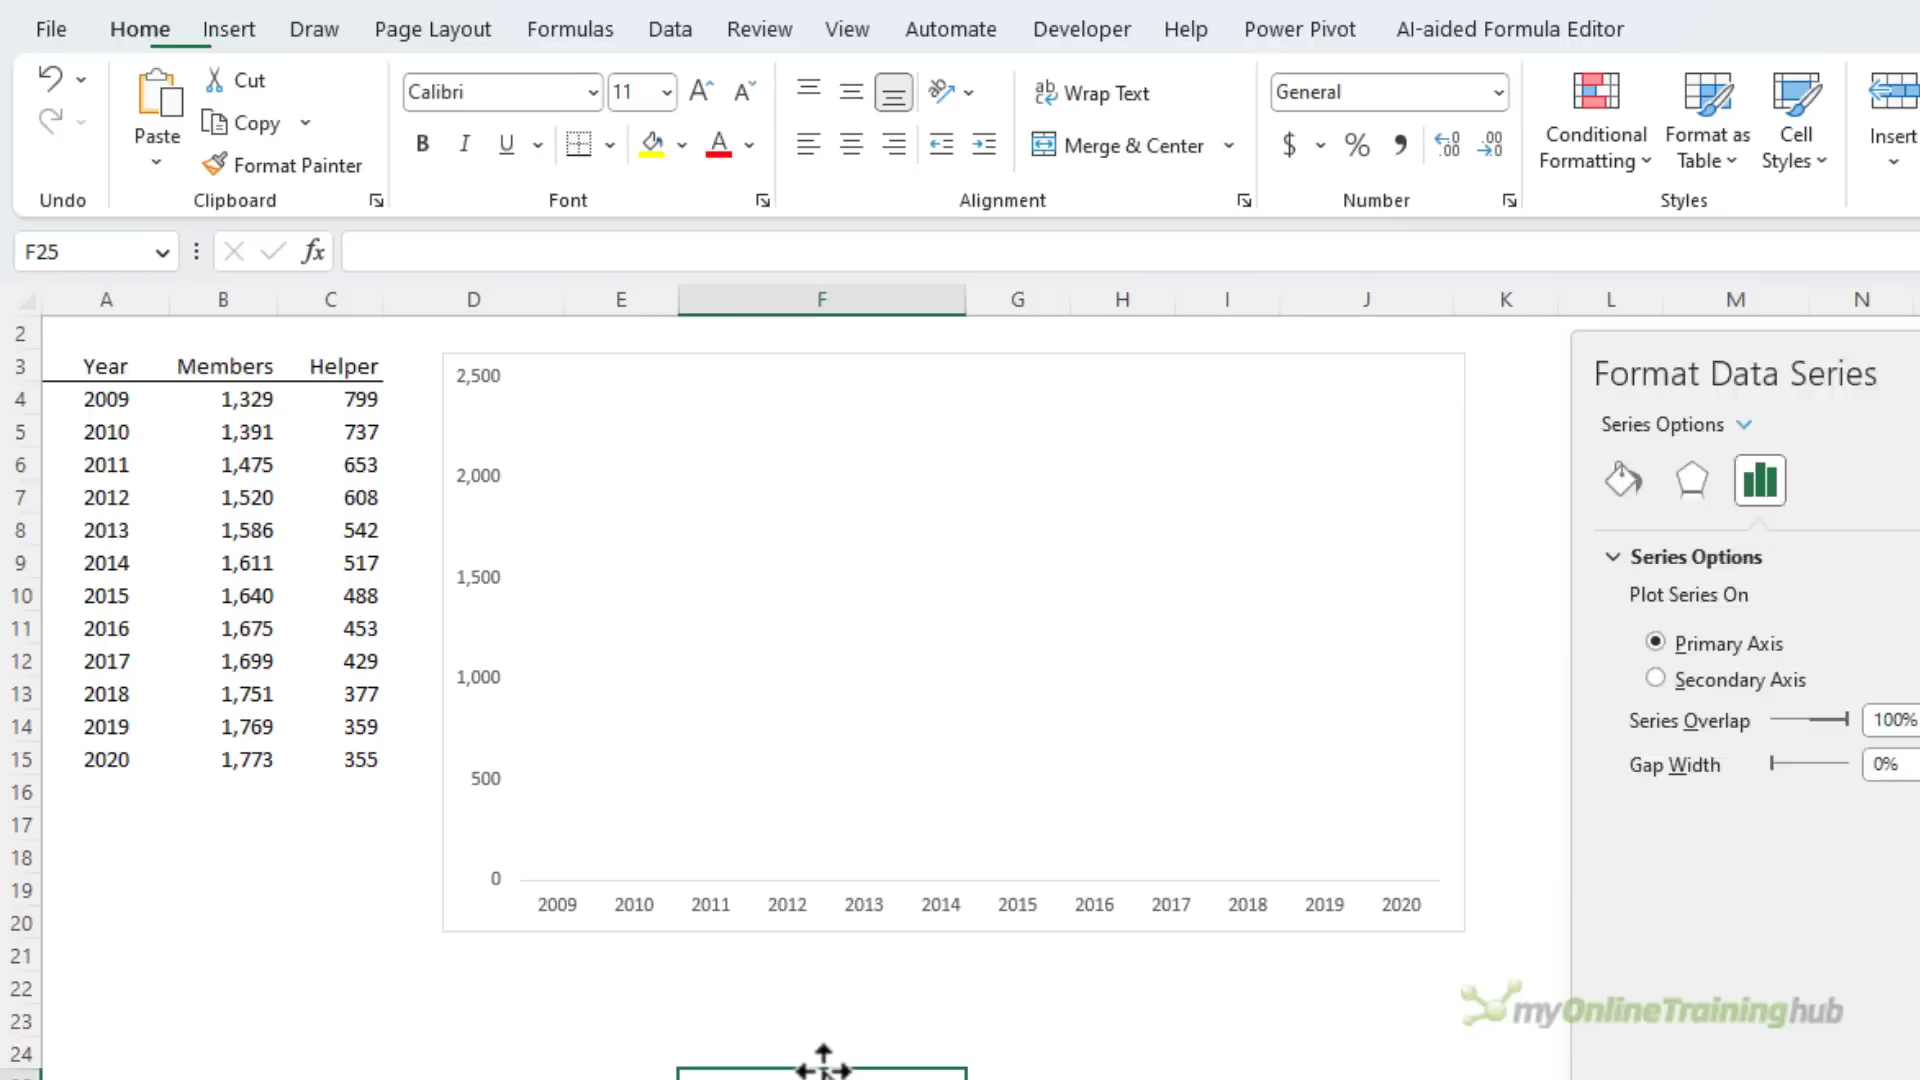 File Home Insert Draw Page Layout Formulas Data Review View Automate Developer Help Power Pivot AI-aided Formula Editor
Cut
Copy
Format Painter
Paste
Undo
Clipboard
Calibri 11
B I U
Font
Wrap Text
Merge & Center
Alignment
General
$ % 9
Number
Conditional Formatting
Format as Table
Cell Styles
Styles
Insert
F25 fx
A B C D E F G H I J K L M N
2
3 Year Members Helper
4 2009 1,329 799
5 2010 1,391 737
6 2011 1,475 653
7 2012 1,520 608
8 2013 1,586 542
9 2014 1,611 517
10 2015 1,640 488
11 2016 1,675 453
12 2017 1,699 429
13 2018 1,751 377
14 2019 1,769 359
15 2020 1,773 355
16
17
18
19
20
21
22
23
24
2,500
2,000
1,500
1,000
500
0
2009 2010 2011 2012 2013 2014 2015 2016 2017 2018 2019 2020
Format Data Series
Series Options
Series Options
Plot Series On
Primary Axis
Secondary Axis
Series Overlap 100%
Gap Width 0%
myOnlineTraininghub